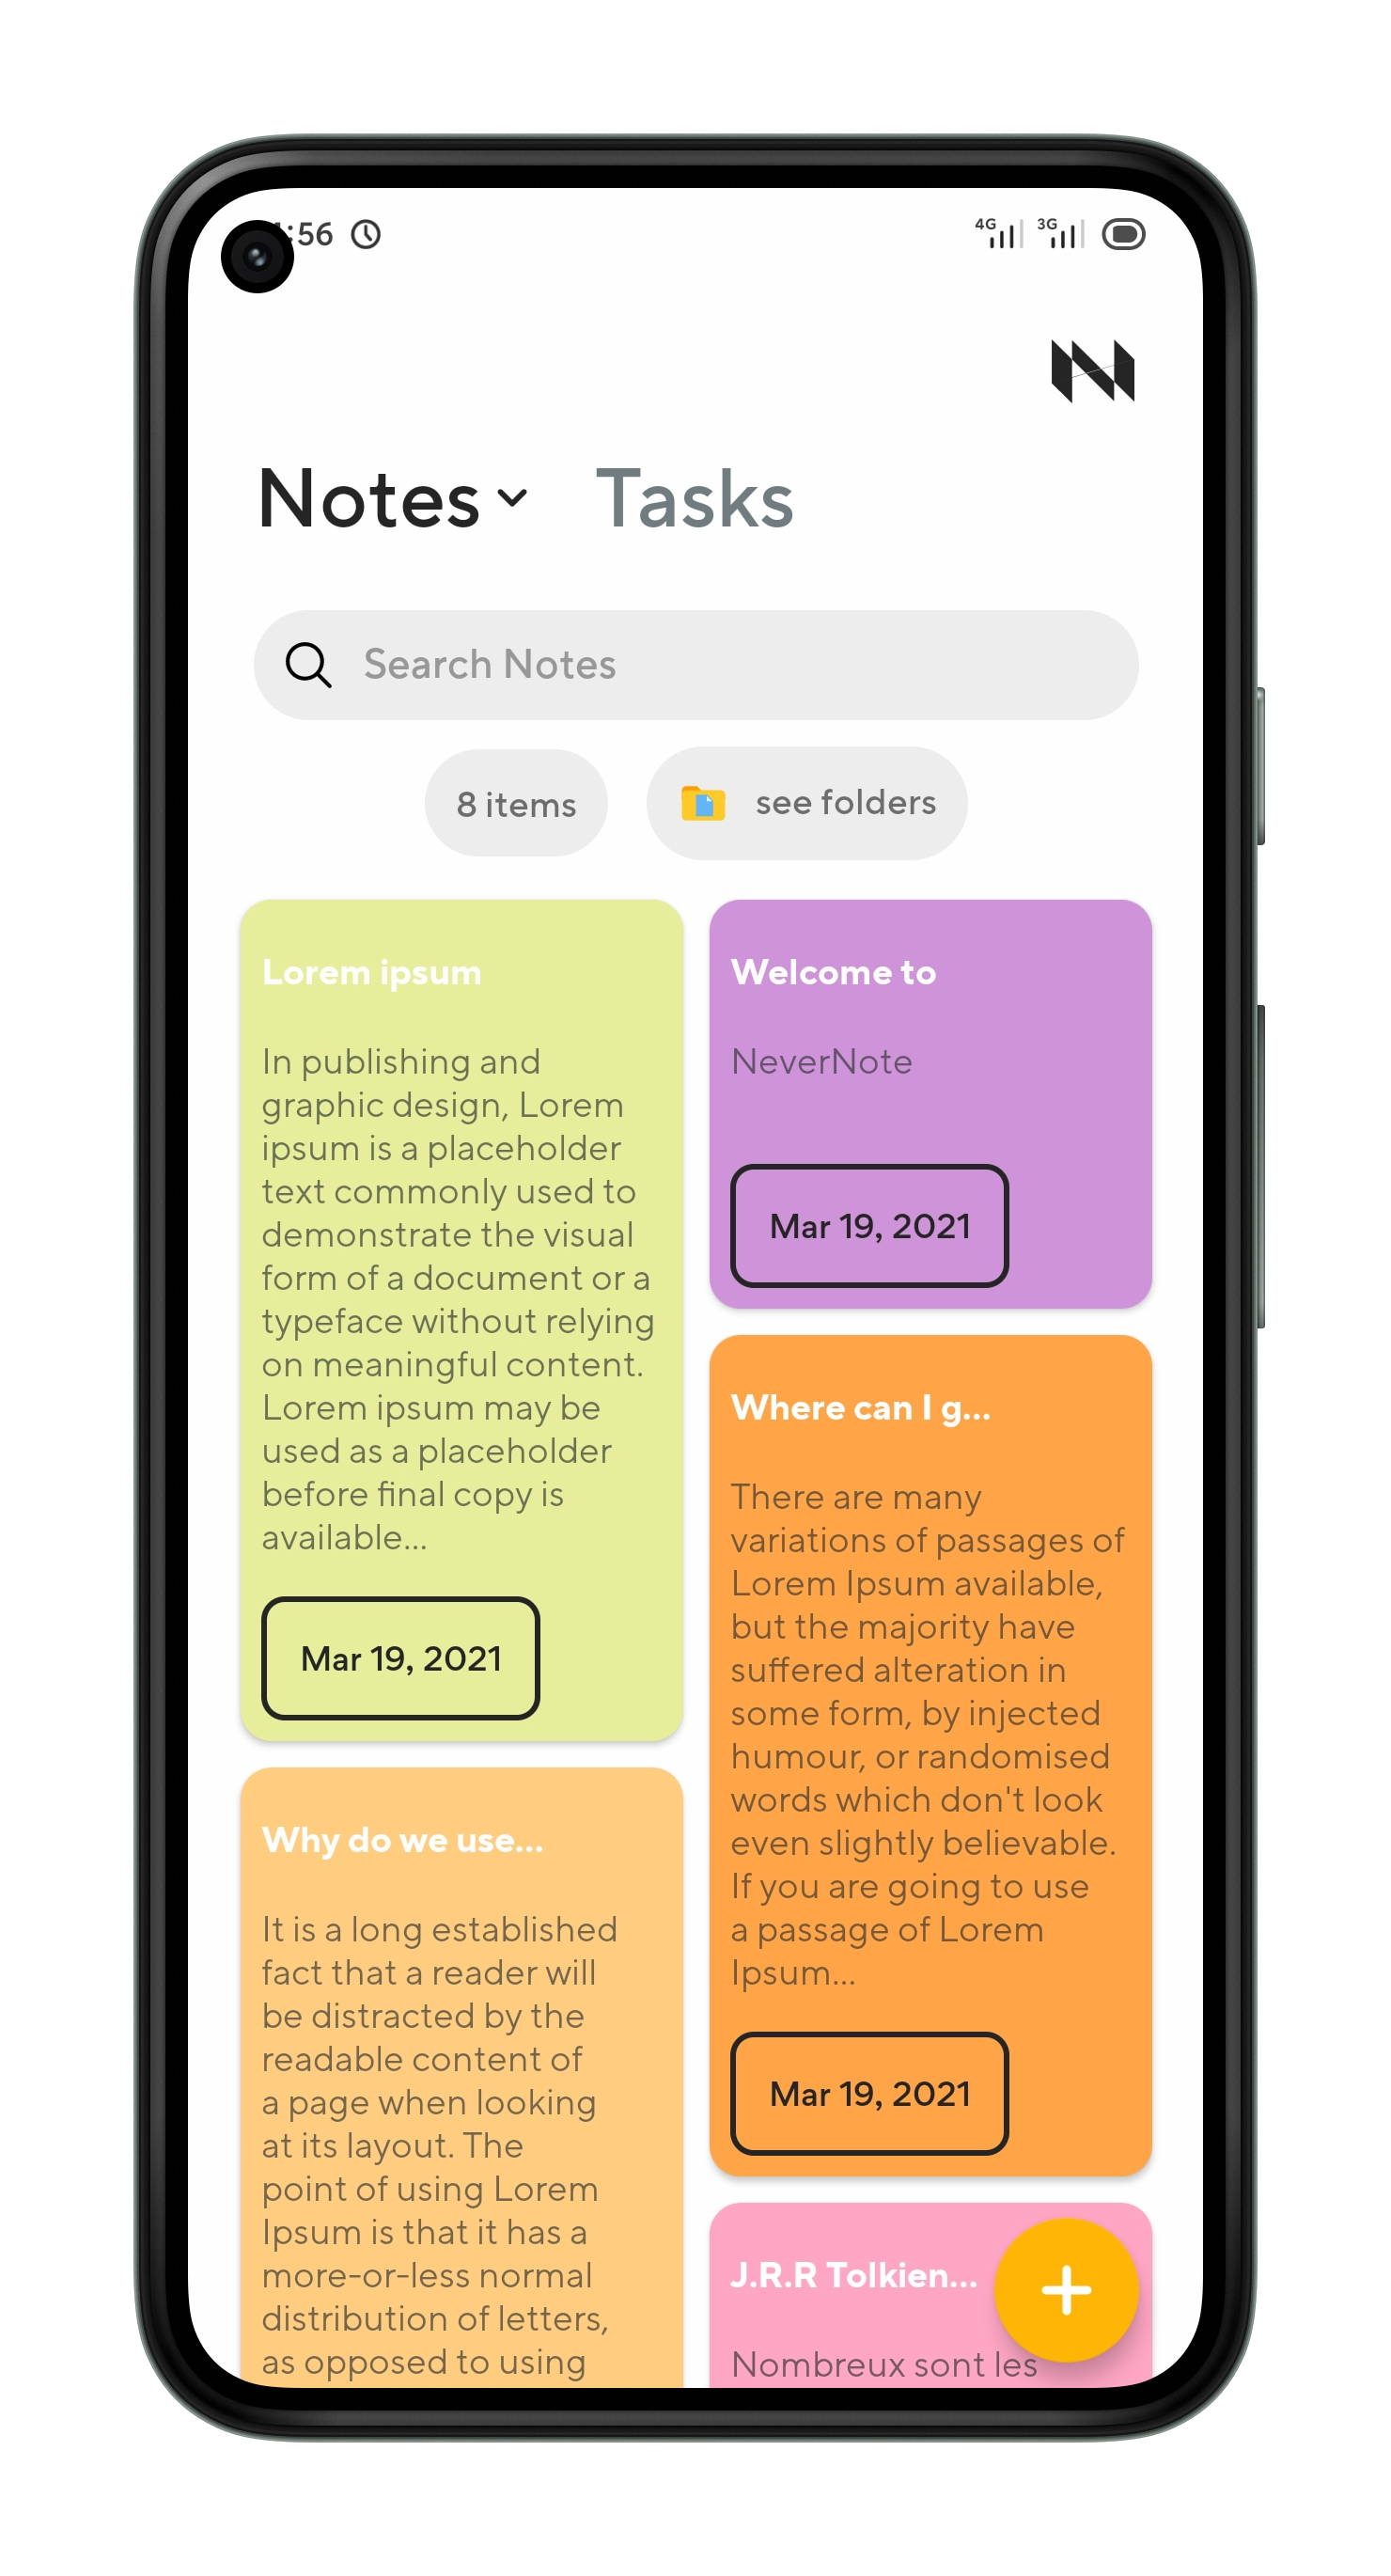 :56
4G 3G
Notes Tasks
Search Notes
8 items
see folders
Lorem ipsum
In publishing and
graphic design, Lorem
ipsum is a placeholder
text commonly used to
demonstrate the visual
form of a document or a
typeface without relying
on meaningful content.
Lorem ipsum may be
used as a placeholder
before final copy is
available...
Mar 19, 2021
Why do we use...
It is a long established
fact that a reader will
be distracted by the
readable content of
a page when looking
at its layout. The
point of using Lorem
Ipsum is that it has a
more-or-less normal
distribution of letters,
as opposed to using
Welcome to
NeverNote
Mar 19, 2021
Where can I g...
There are many
variations of passages of
Lorem Ipsum available,
but the majority have
suffered alteration in
some form, by injected
humour, or randomised
words which don't look
even slightly believable.
If you are going to use
a passage of Lorem
Ipsum...
Mar 19, 2021
J.R.R Tolkien...
Nombreux sont les